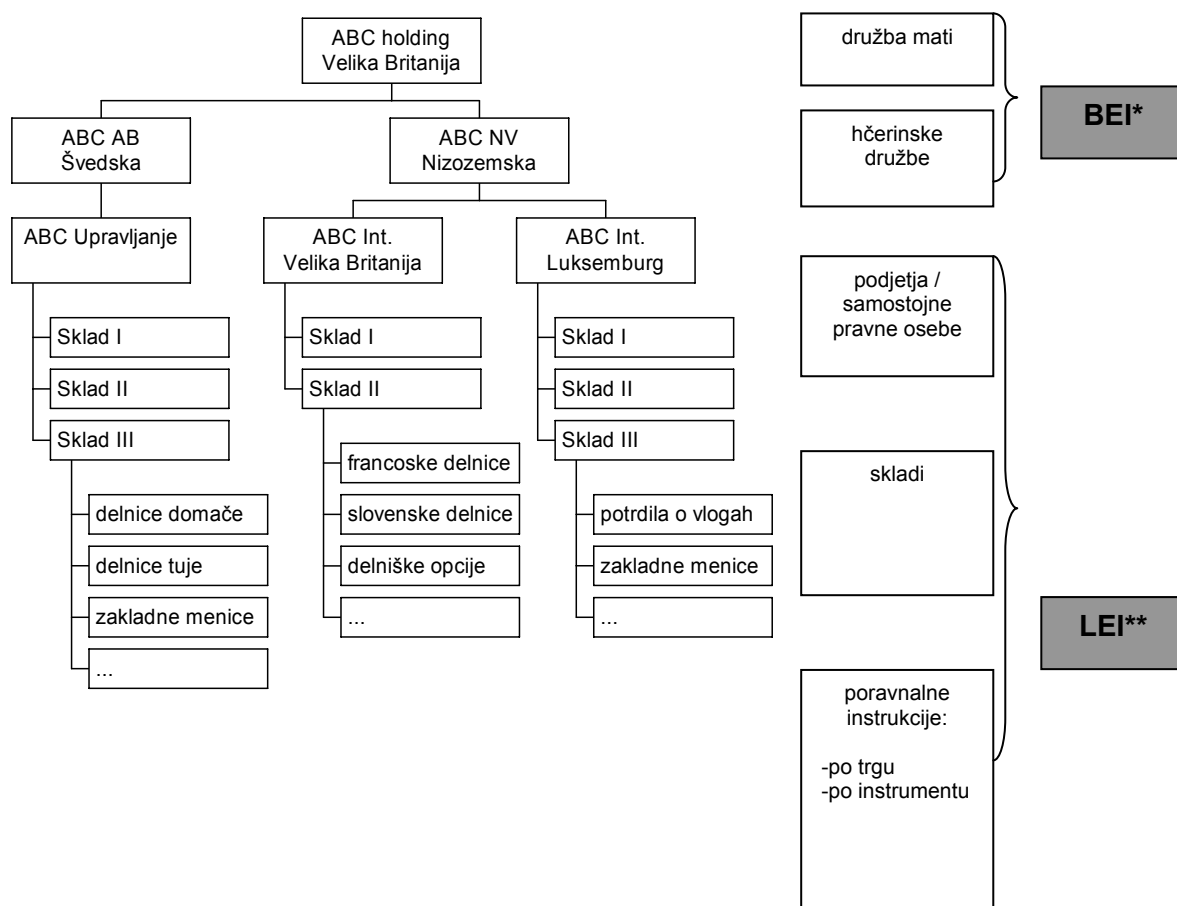 ABC holding
Velika Britanija
ABC AB
Švedska
ABC NV
Nizozemska
ABC Upravljanje
ABC Int.
Velika Britanija
ABC Int.
Luksemburg
Sklad I
Sklad II
Sklad III
delnice domače
delnice tuje
zakladne menice
...
Sklad I
Sklad II
francoske delnice
slovenske delnice
delniške opcije
...
Sklad I
Sklad II
Sklad III
potrdila o vlogah
zakladne menice
...
družba mati
hčerinske
družbe
BEI*
podjetja /
samostojne
pravne osebe
skladi
poravnalne
instrukcije:
-po trgu
-po instrumentu
LEI**